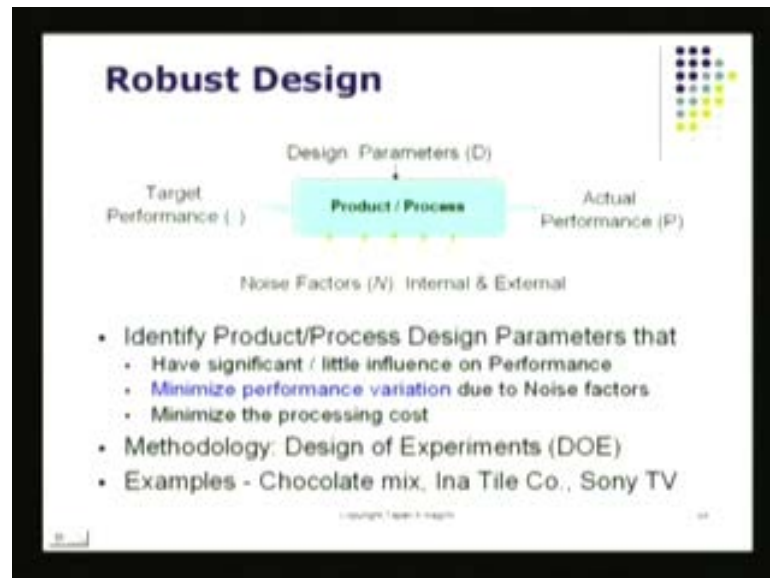 Robust Design
Design Parameters (D)
Target
Performance ( )
Product / Process
Actual
Performance (P)
Noise Factors (N) Internal & External
• Identify Product/Process Design Parameters that
• Have significant / little influence on Performance
• Minimize performance variation due to Noise factors
• Minimize the processing cost
• Methodology: Design of Experiments (DOE)
• Examples - Chocolate mix, Ina Tile Co., Sony TV
Copyright